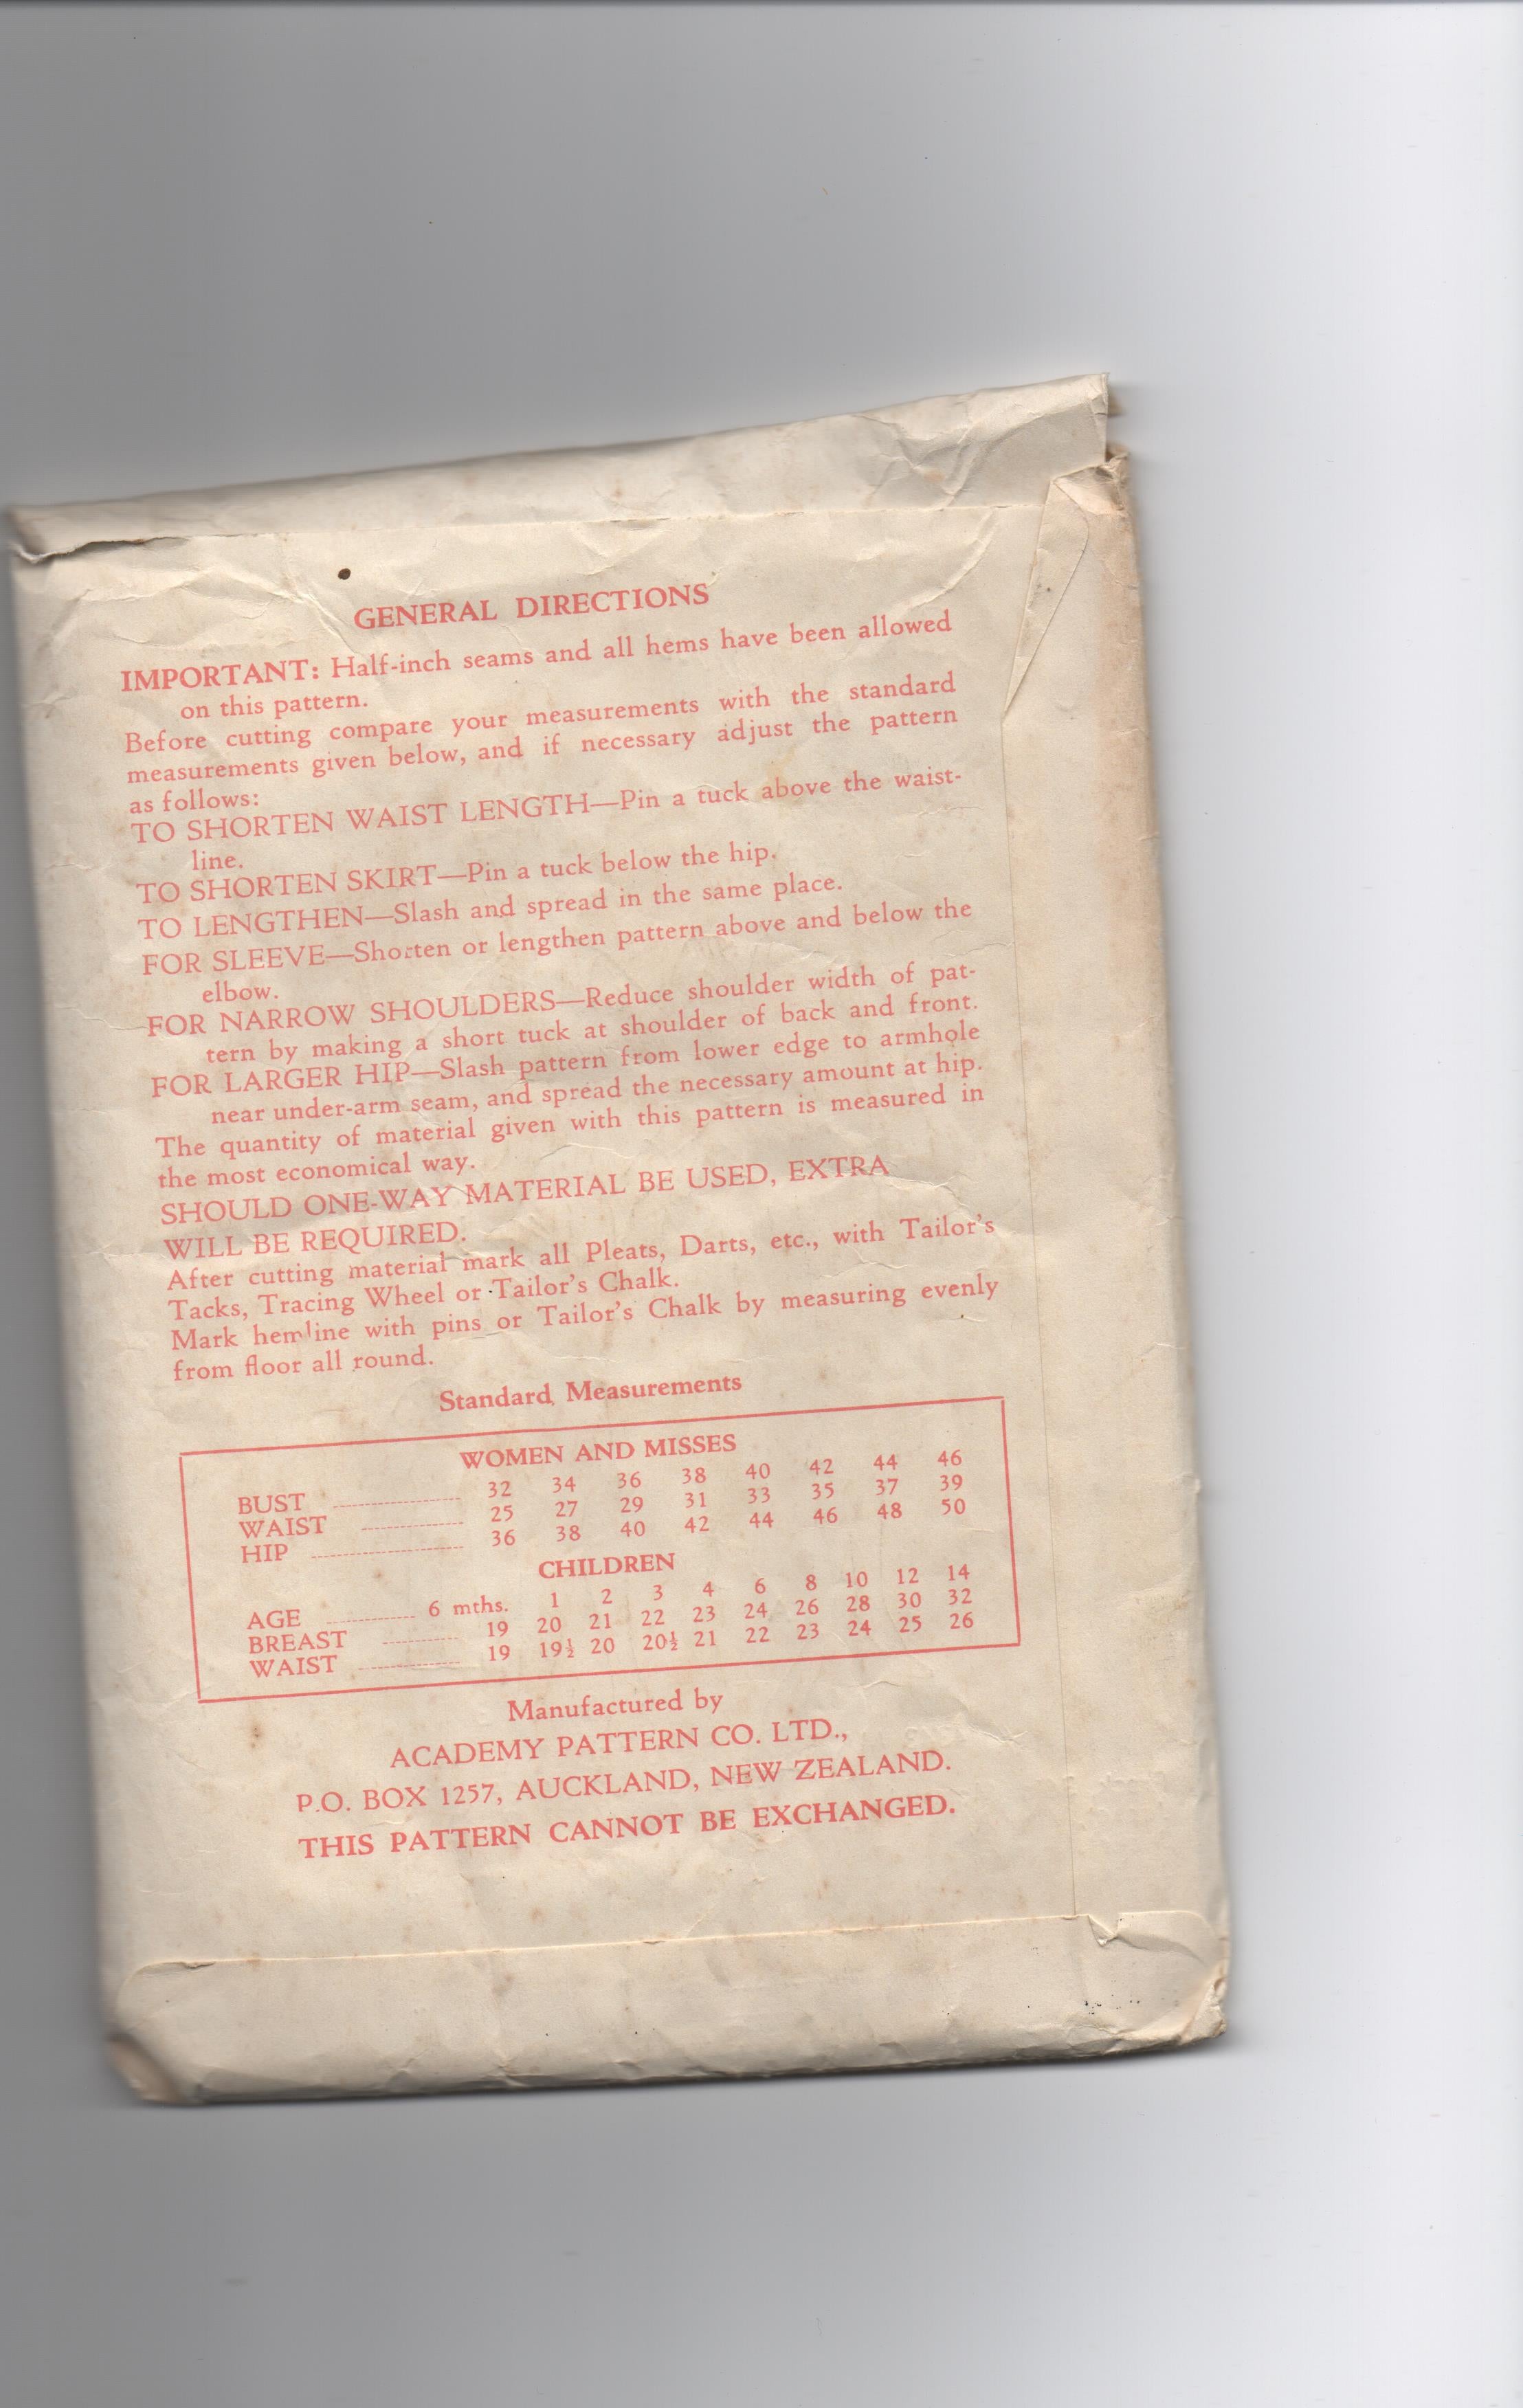 GENERAL DIRECTIONS
IMPORTANT: Half-inch seams and all hems have been allowed
on this pattern.
Before cutting compare your measurements with the standard
measurements given below, and if necessary adjust the pattern
as follows:
TO SHORTEN WAIST LENGTH—Pin a tuck above the waist-
line.
TO SHORTEN SKIRT—Pin a tuck below the hip.
TO LENGTHEN—Slash and spread in the same place.
FOR SLEEVE—Shorten or lengthen pattern above and below the
elbow.
FOR NARROW SHOULDERS—Reduce shoulder width of pat-
tern by making a short tuck at shoulder of back and front.
FOR LARGER HIP—Slash pattern from lower edge to armhole
near under-arm seam, and spread the necessary amount at hip.
The quantity of material given with this pattern is measured in
the most economical way.
SHOULD ONE-WAY MATERIAL BE USED, EXTRA
WILL BE REQUIRED.
After cutting material mark all Pleats, Darts, etc., with Tailor's
Tacks, Tracing Wheel or Tailor's Chalk.
Mark hemline with pins or Tailor's Chalk by measuring evenly
from floor all round.
Standard Measurements
WOMEN AND MISSES
BUST 32 34 36 38 40 42 44 46
WAIST 25 27 29 31 33 35 37 39
HIP 36 38 40 42 44 46 48 50
CHILDREN
AGE 6 mths. 1 2 3 4 6 8 10 12 14
BREAST 19 20 21 22 23 24 26 28 30 32
WAIST 19 19½ 20 20½ 21 22 23 24 25 26
Manufactured by
ACADEMY PATTERN CO. LTD.,
P.O. BOX 1257, AUCKLAND, NEW ZEALAND.
THIS PATTERN CANNOT BE EXCHANGED.